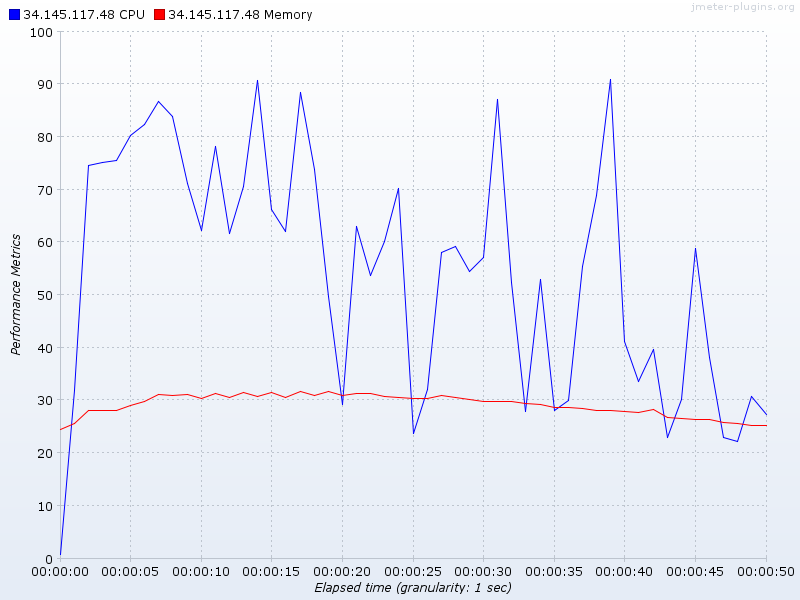 34.145.117.48 CPU 34.145.117.48 Memory
jmeter-plugins.org
100
90
80
70
60
50
40
30
20
10
0
Performance Metrics
00:00:00 00:00:05 00:00:10 00:00:15 00:00:20 00:00:25 00:00:30 00:00:35 00:00:40 00:00:45 00:00:50
Elapsed time (granularity: 1 sec)